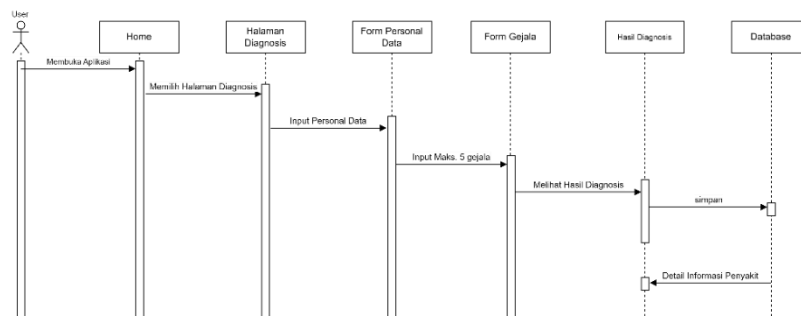 User
Home
Halaman
Diagnosis
Form Personal
Data
Form Gejala
Hasil Diagnosis
Database
Membuka Aplikasi
Memilih Halaman Diagnosis
Input Personal Data
Input Maks. 5 gejala
Melihat Hasil Diagnosis
simpan
Detail Informasi Penyakit